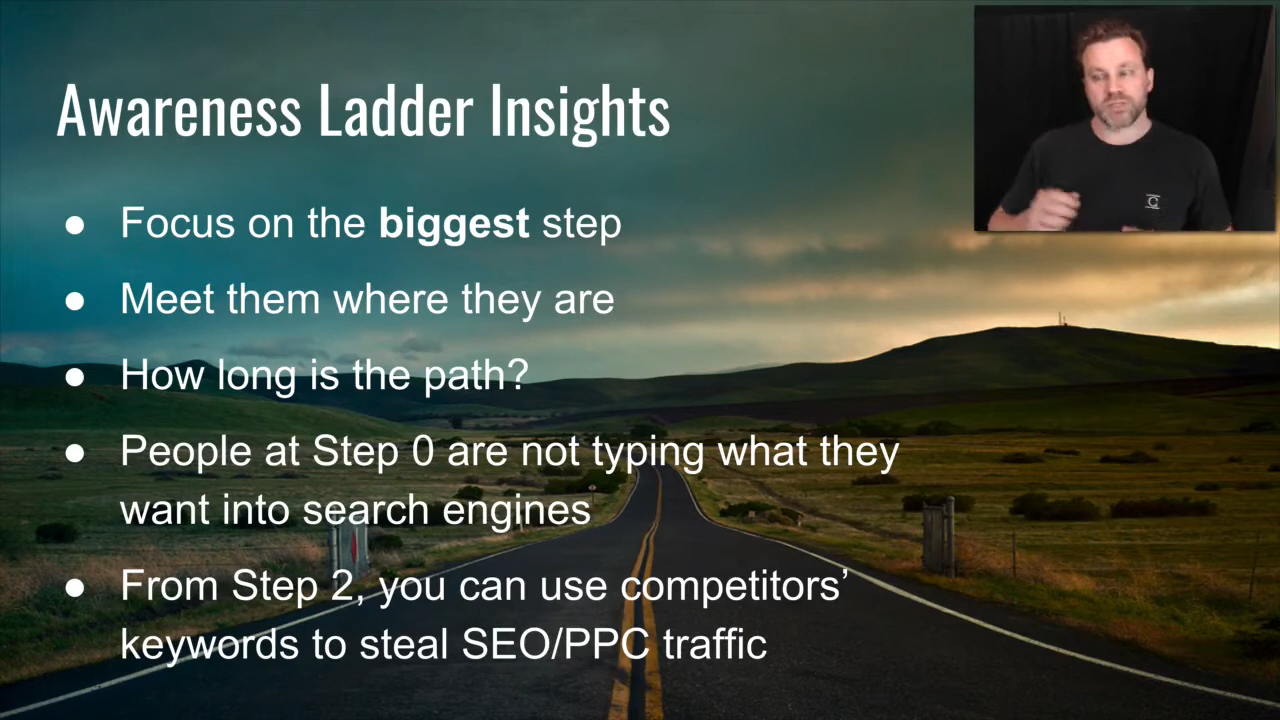 Awareness Ladder Insights
● Focus on the biggest step
● Meet them where they are
● How long is the path?
● People at Step 0 are not typing what they
want into search engines
● From Step 2, you can use competitors’
keywords to steal SEO/PPC traffic
C